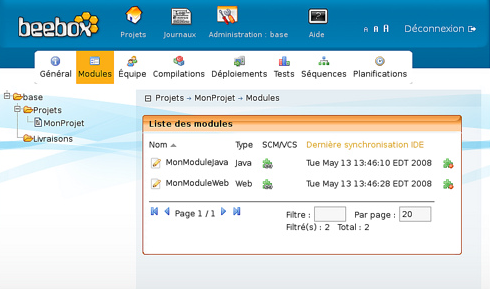 beebox
Projets
Journaux
Administration : base
Aide
A A A
Déconnexion
Général
Modules
Équipe
Compilations
Déploiements
Tests
Séquences
Planifications
base
Projets
MonProjet
Livraisons
Projets → MonProjet → Modules
Liste des modules
Nom Type SCM/VCS Dernière synchronisation IDE
MonModuleJava Java Tue May 13 13:46:10 EDT 2008
MonModuleWeb Web Tue May 13 13:46:28 EDT 2008
Page 1 / 1 Filtre : Par page : 20
Filtré(s) : 2 Total : 2